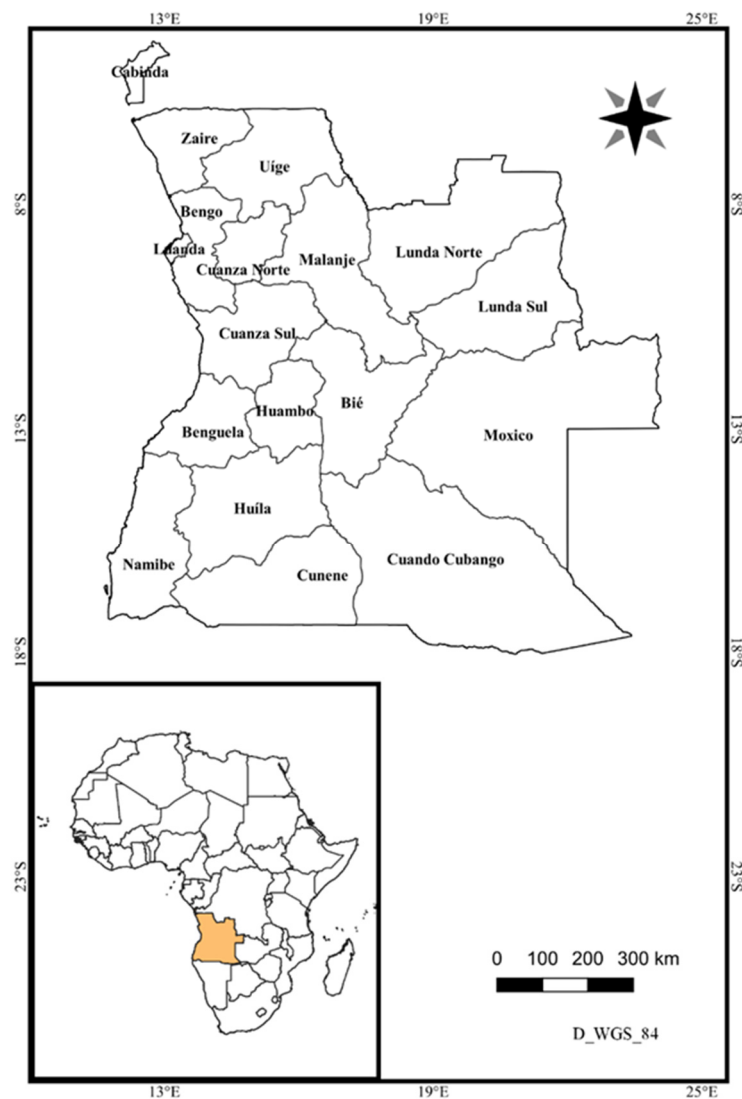 13°E 19°E 25°E
Cabinda
Zaire
Uíge
8°S 8°S
Bengo
Luanda
Cuanza Norte
Malanje
Lunda Norte
Lunda Sul
Cuanza Sul
Huambo
Bié
13°S 13°S
Benguela
Moxico
Huíla
Namibe
Cunene
Cuando Cubango
18°S 18°S
23°S 23°S
0 100 200 300 km
D_WGS_84
13°E 19°E 25°E